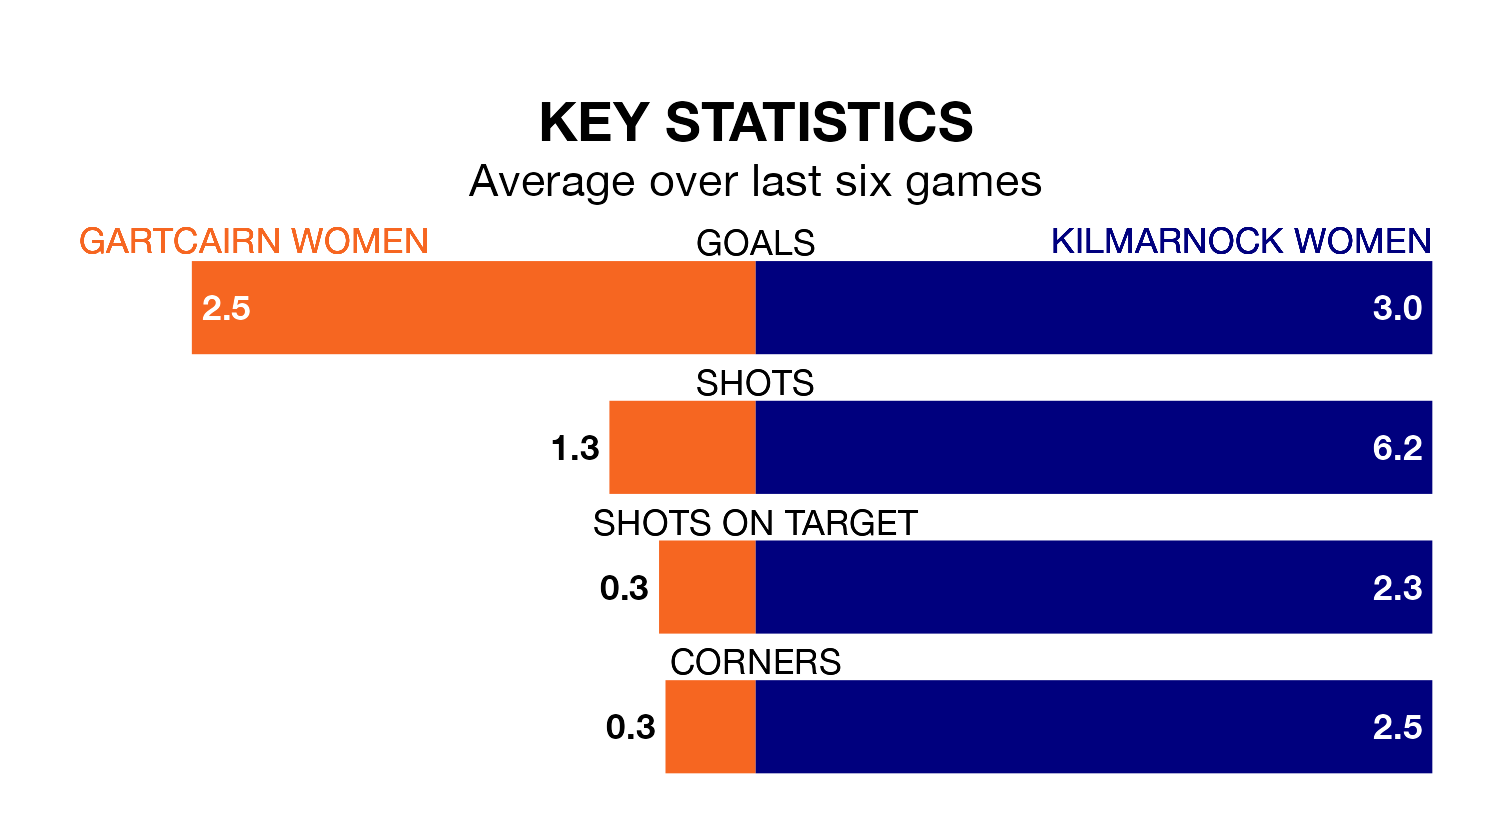 KEY STATISTICS
Average over last six games
GARTCAIRN WOMEN GOALS KILMARNOCK WOMEN
2.5 3.0
SHOTS
1.3 6.2
SHOTS ON TARGET
0.3 2.3
CORNERS
0.3 2.5